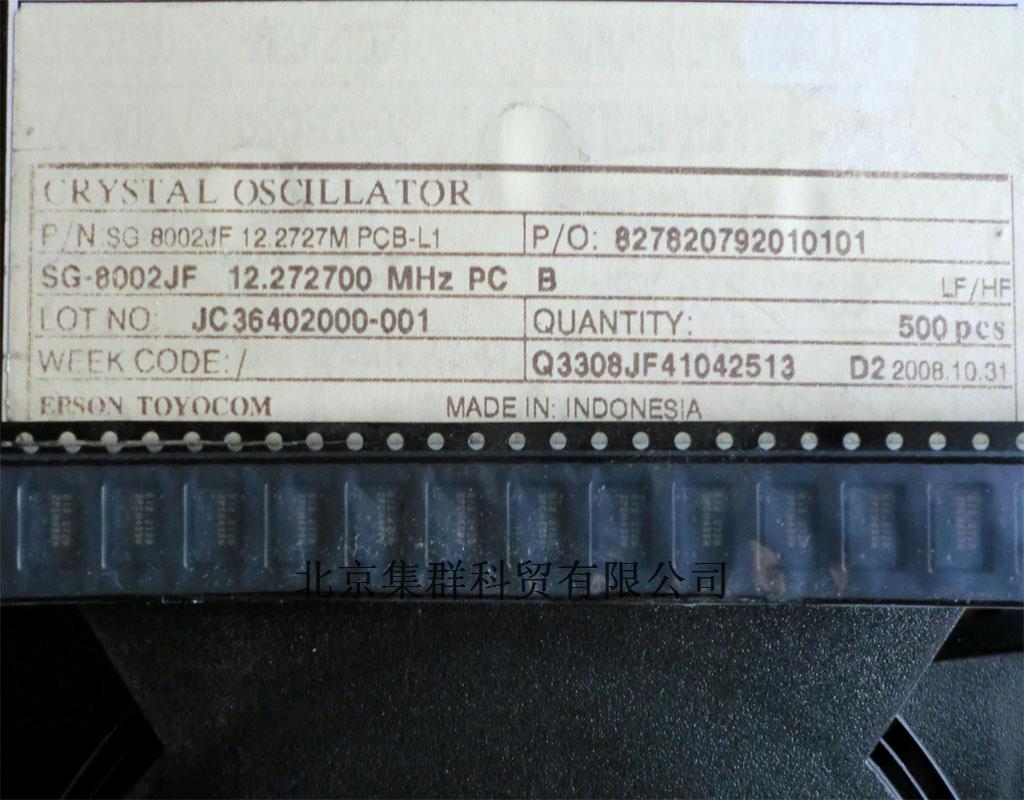 CRYSTAL OSCILLATOR
P/N SG-8002JF 12.2727M PCB-L1 P/O: 827820792010101
SG-8002JF 12.272700 MHz PC B LF/HF
LOT NO: JC36402000-001 QUANTITY: 500pcs
WEEK CODE: / Q3308JF41042513 D2 2008.10.31
EPSON TOYOCOM MADE IN: INDONESIA
北京集群科贸有限公司